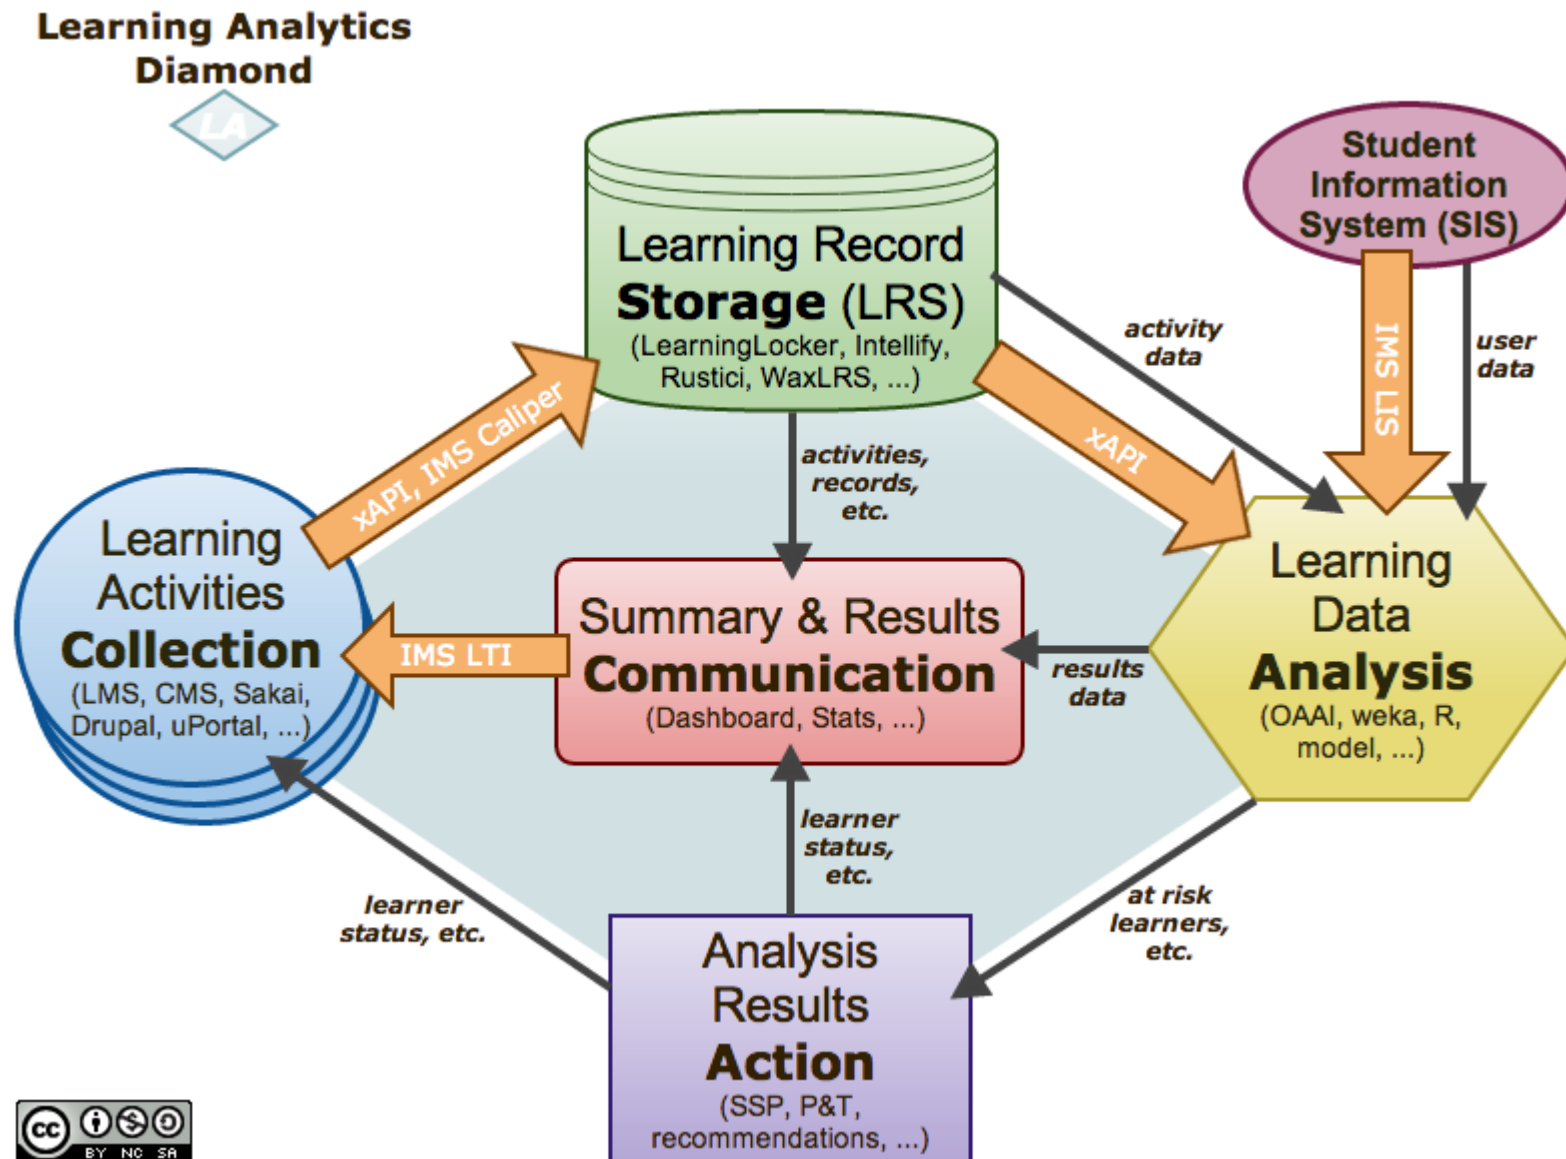 Learning Analytics
Diamond
LA
Learning Record
Storage (LRS)
(LearningLocker, Intellify,
Rustici, WaxLRS, ...)
Student
Information
System (SIS)
activity
data
IMS LIS
user
data
xAPI, IMS Caliper
xAPI
activities,
records,
etc.
Learning
Activities
Collection
(LMS, CMS, Sakai,
Drupal, uPortal, ...)
IMS LTI
Summary & Results
Communication
(Dashboard, Stats, ...)
results
data
Learning
Data
Analysis
(OAAI, weka, R,
model, ...)
learner
status, etc.
learner
status,
etc.
at risk
learners,
etc.
Analysis
Results
Action
(SSP, P&T,
recommendations, ...)
cc
BY NC SA